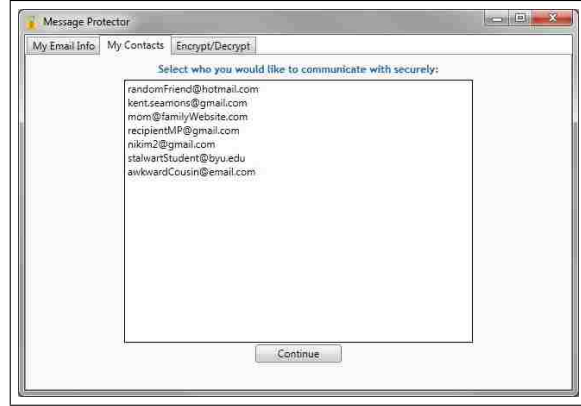 Message Protector
My Email Info My Contacts Encrypt/Decrypt
Select who you would like to communicate with securely:
randomFriend@hotmail.com
kent.seamons@gmail.com
mom@familyWebsite.com
recipientMP@gmail.com
nikim2@gmail.com
stalwartStudent@byu.edu
awkwardCousin@email.com
Continue